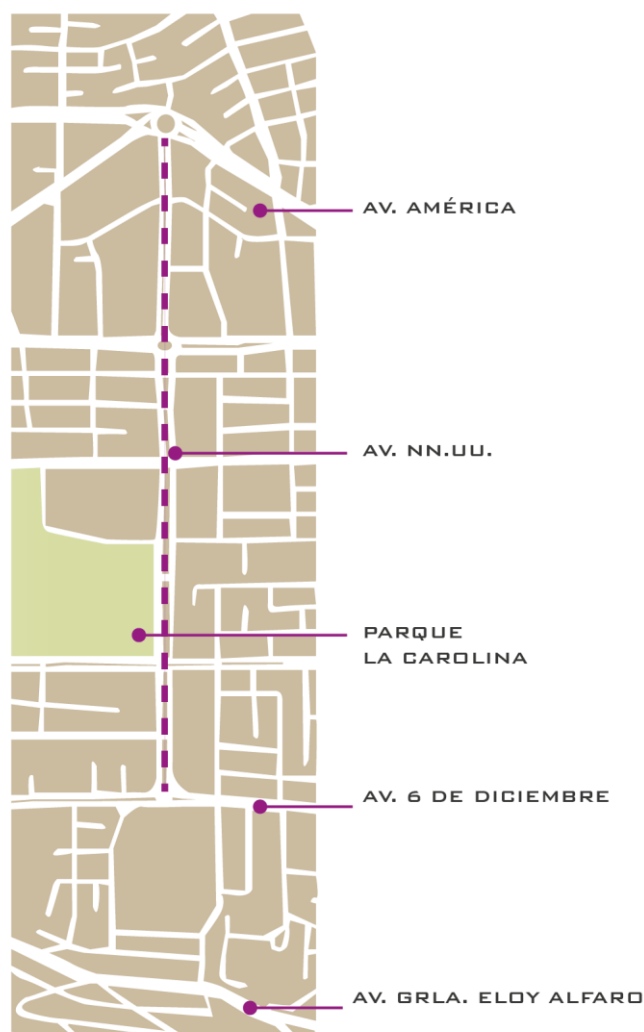 AV. AMÉRICA
AV. NN.UU.
PARQUE
LA CAROLINA
AV. 6 DE DICIEMBRE
AV. GRLA. ELOY ALFARO